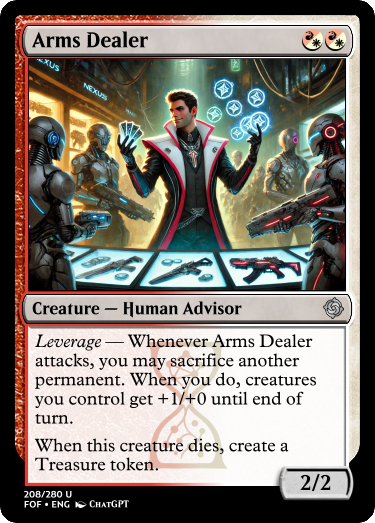 Arms Dealer
NEXUS
NEXUS
Creature — Human Advisor
Leverage — Whenever Arms Dealer
attacks, you may sacrifice another
permanent. When you do, creatures
you control get +1/+0 until end of
turn.
When this creature dies, create a
Treasure token.
2/2
208/280 U
FOF • ENG ChatGPT